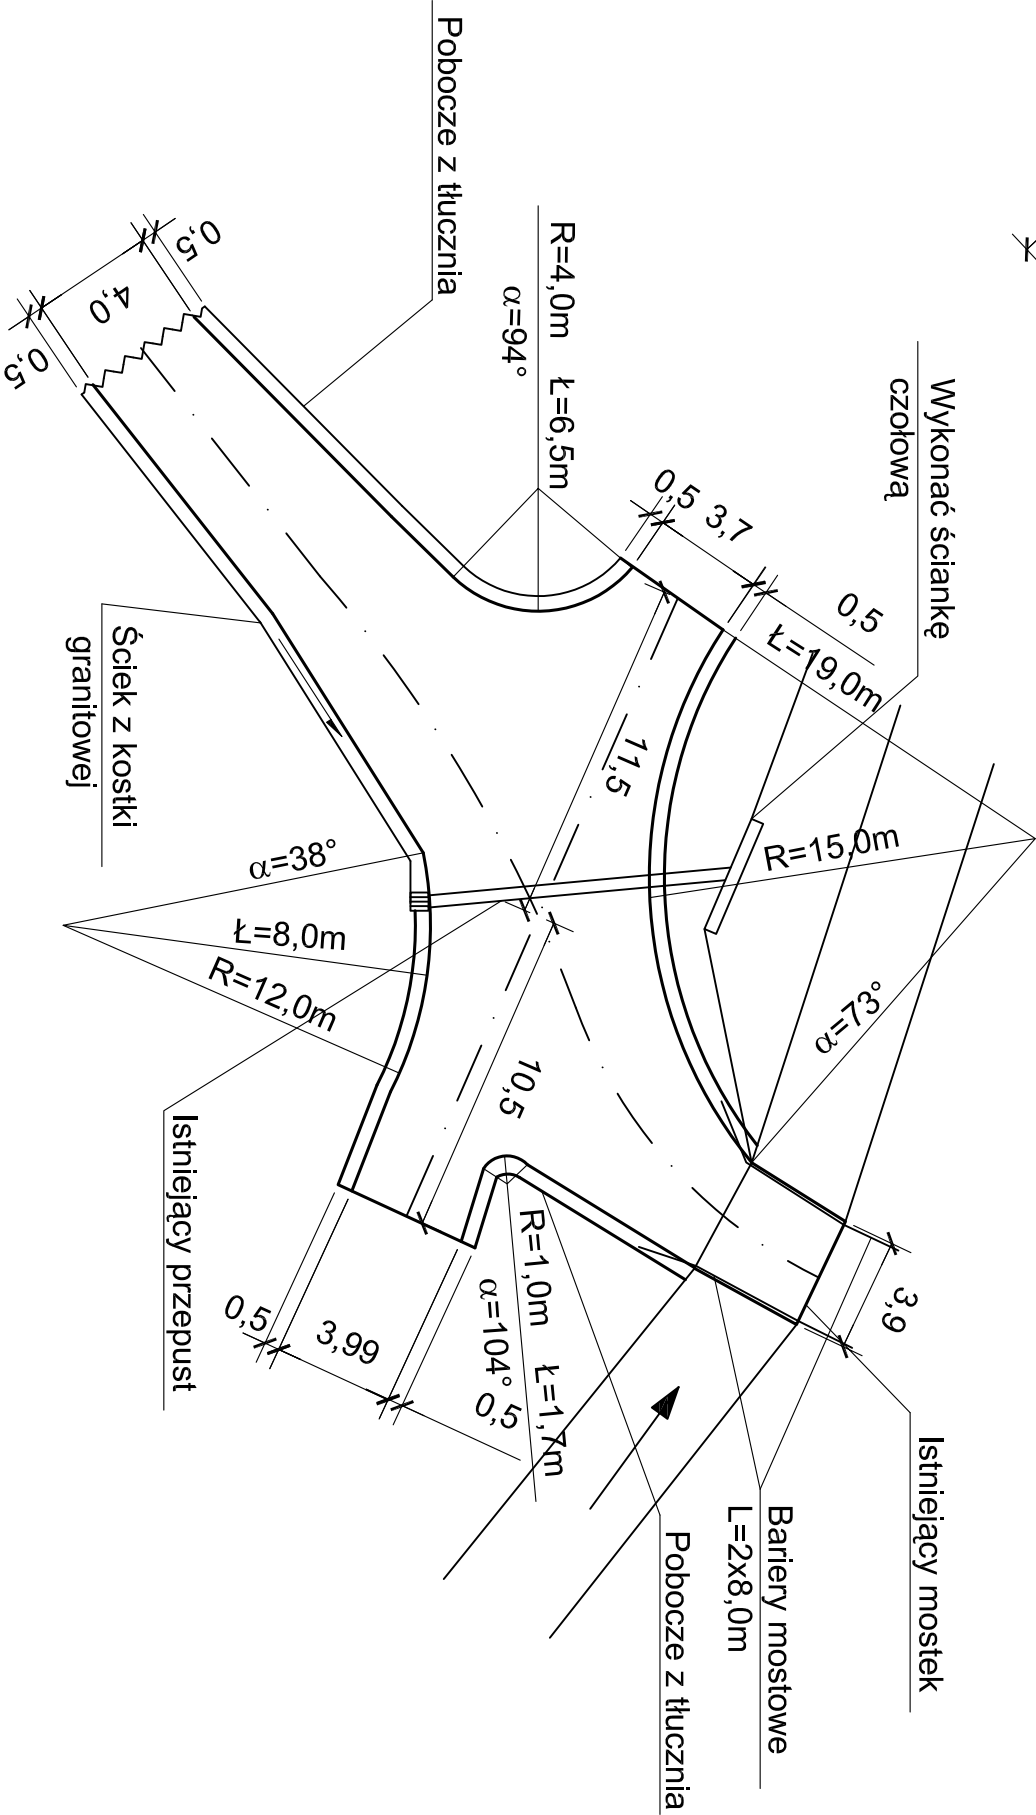 Pobocze z tłucznia
R=4,0m Ł=6,5m
α=94°
Wykonać ściankę
czołową
0,5
4,0
0,5
0,5
3,7
0,5
Ł=19,0m
R=15,0m
α=73°
11,5
10,5
Ściek z kostki
granitowej
α=38°
Ł=8,0m
R=12,0m
Istniejący przepust
0,5
3,99
0,5
R=1,0m Ł=1,7m
α=104°
3,9
Istniejący mostek
Bariery mostowe
L=2x8,0m
Pobocze z tłucznia